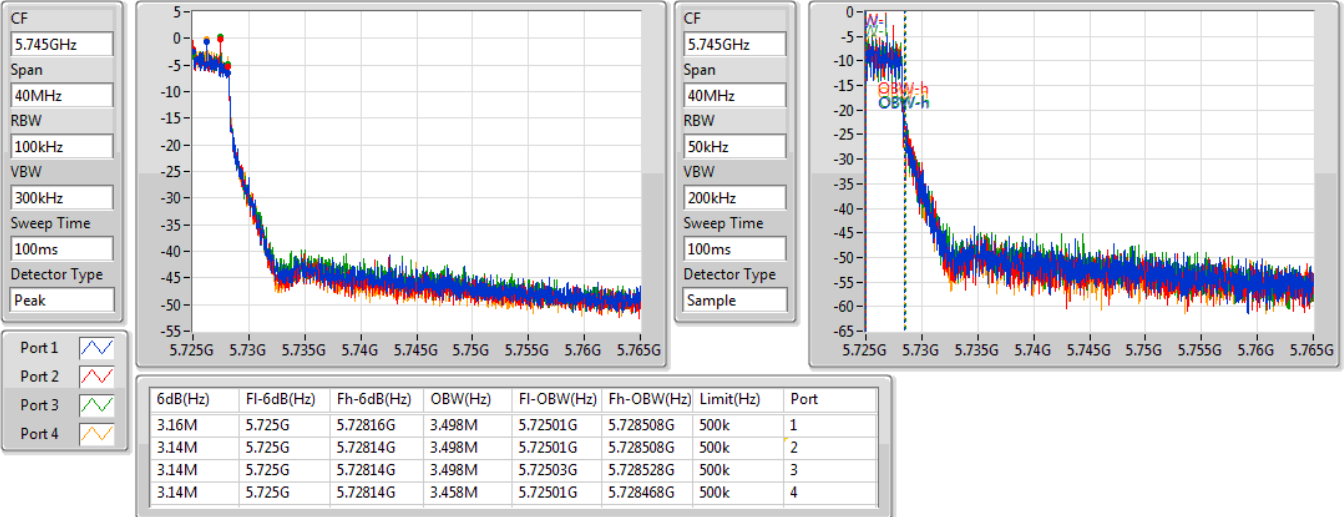 CF
5.745GHz
Span
40MHz
RBW
100kHz
VBW
300kHz
Sweep Time
100ms
Detector Type
Peak
5
0
-5
-10
-15
-20
-25
-30
-35
-40
-45
-50
-55
5.725G 5.73G 5.735G 5.74G 5.745G 5.75G 5.755G 5.76G 5.765G
CF
5.745GHz
Span
40MHz
RBW
50kHz
VBW
200kHz
Sweep Time
100ms
Detector Type
Sample
0
-5
-10
-15
-20
-25
-30
-35
-40
-45
-50
-55
-60
-65
OBW-h
OBW-h
5.725G 5.73G 5.735G 5.74G 5.745G 5.75G 5.755G 5.76G 5.765G
Port 1
Port 2
Port 3
Port 4
6dB(Hz) Fl-6dB(Hz) Fh-6dB(Hz) OBW(Hz) Fl-OBW(Hz) Fh-OBW(Hz) Limit(Hz) Port
3.16M 5.725G 5.72816G 3.498M 5.72501G 5.728508G 500k 1
3.14M 5.725G 5.72814G 3.498M 5.72501G 5.728508G 500k 2
3.14M 5.725G 5.72814G 3.498M 5.72503G 5.728528G 500k 3
3.14M 5.725G 5.72814G 3.458M 5.72501G 5.728468G 500k 4